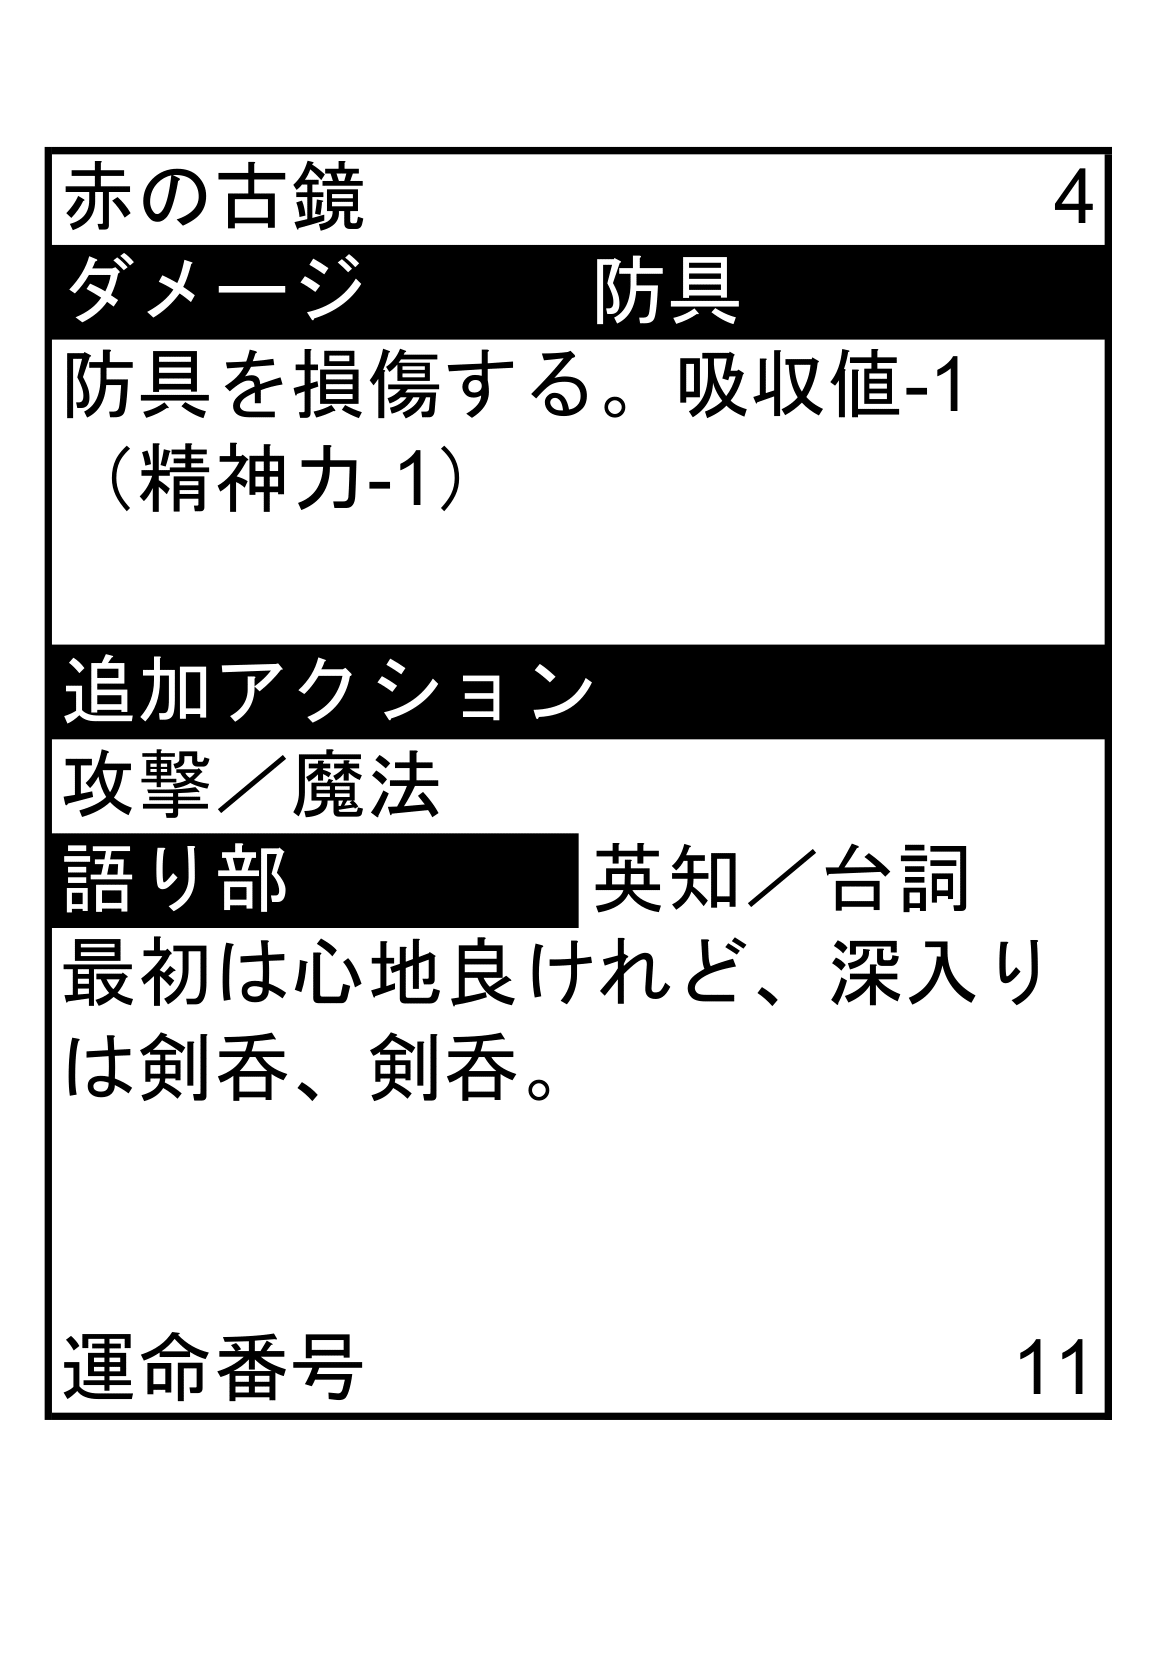 赤の古鏡 4
ダメージ 防具
防具を損傷する。吸収値-1
（精神力-1）
追加アクション
攻撃／魔法
語り部 英知／台詞
最初は心地良けれど、深入り
は剣呑、剣呑。
運命番号 11